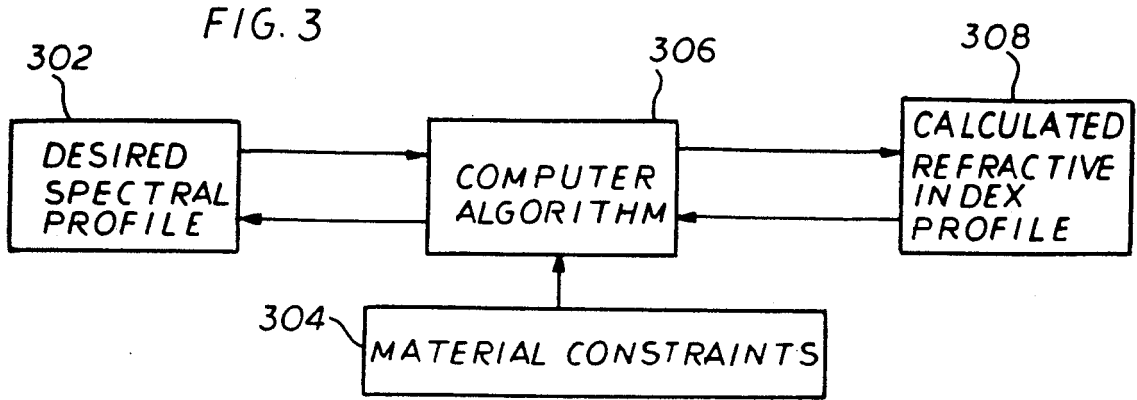 FIG. 3
302
306
308
DESIRED
SPECTRAL
PROFILE
COMPUTER
ALGORITHM
CALCULATED
REFRACTIVE
INDEX
PROFILE
304
MATERIAL CONSTRAINTS